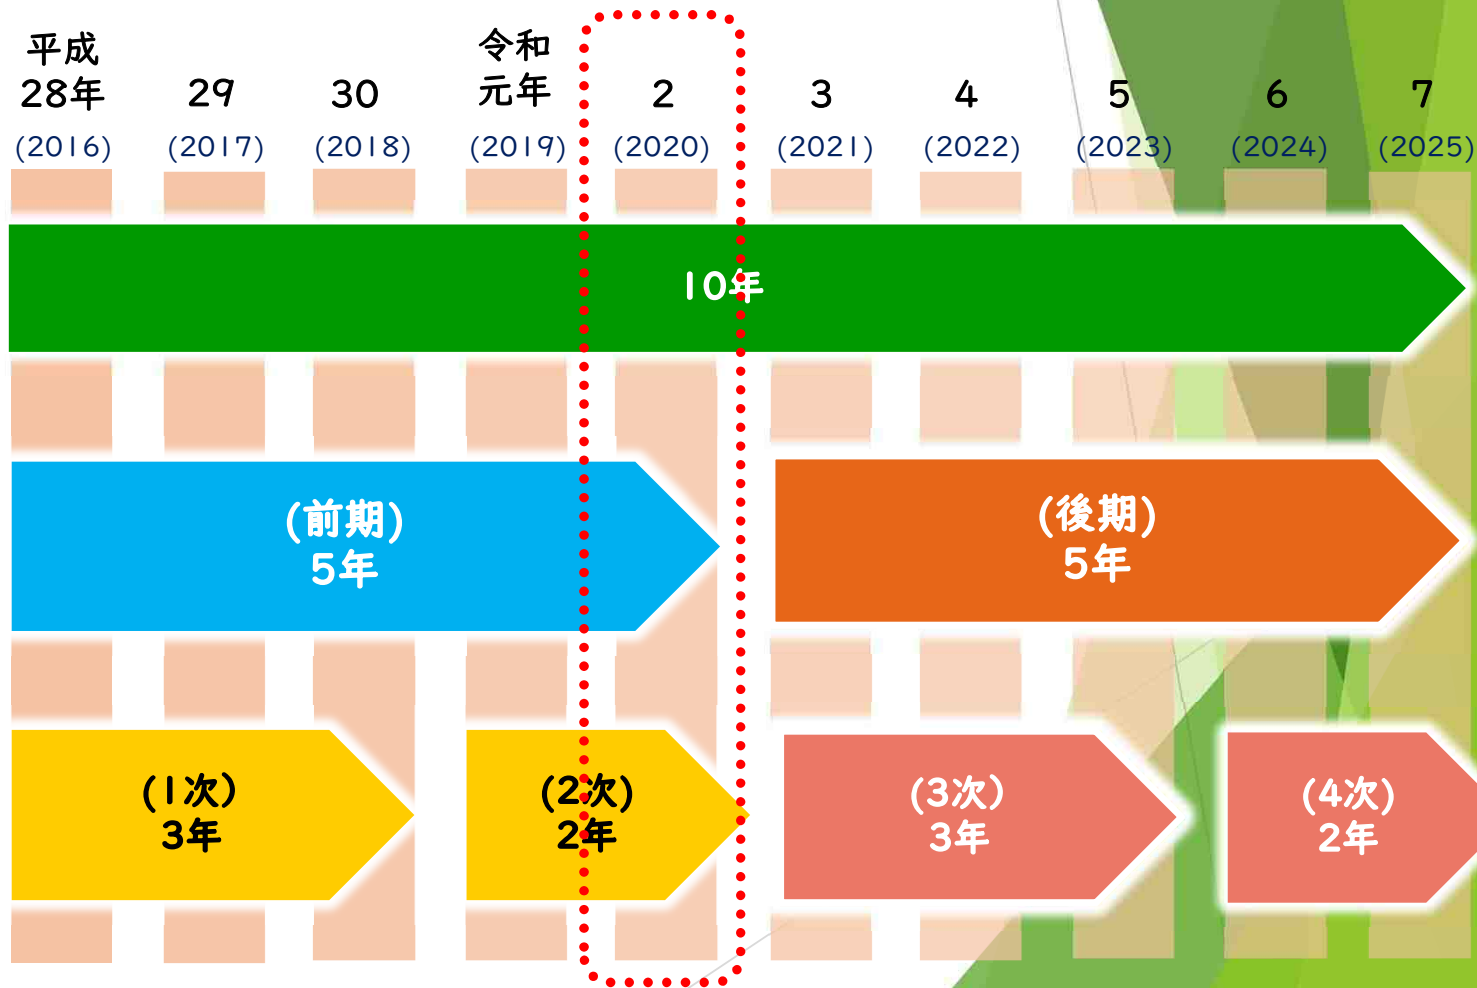 平成
28年
29
30
令和
元年
2
3
4
5
6
7
(2016)
(2017)
(2018)
(2019)
(2020)
(2021)
(2022)
(2023)
(2024)
(2025)
10年
(前期)
5年
(後期)
5年
(1次)
3年
(2次)
2年
(3次)
3年
(4次)
2年